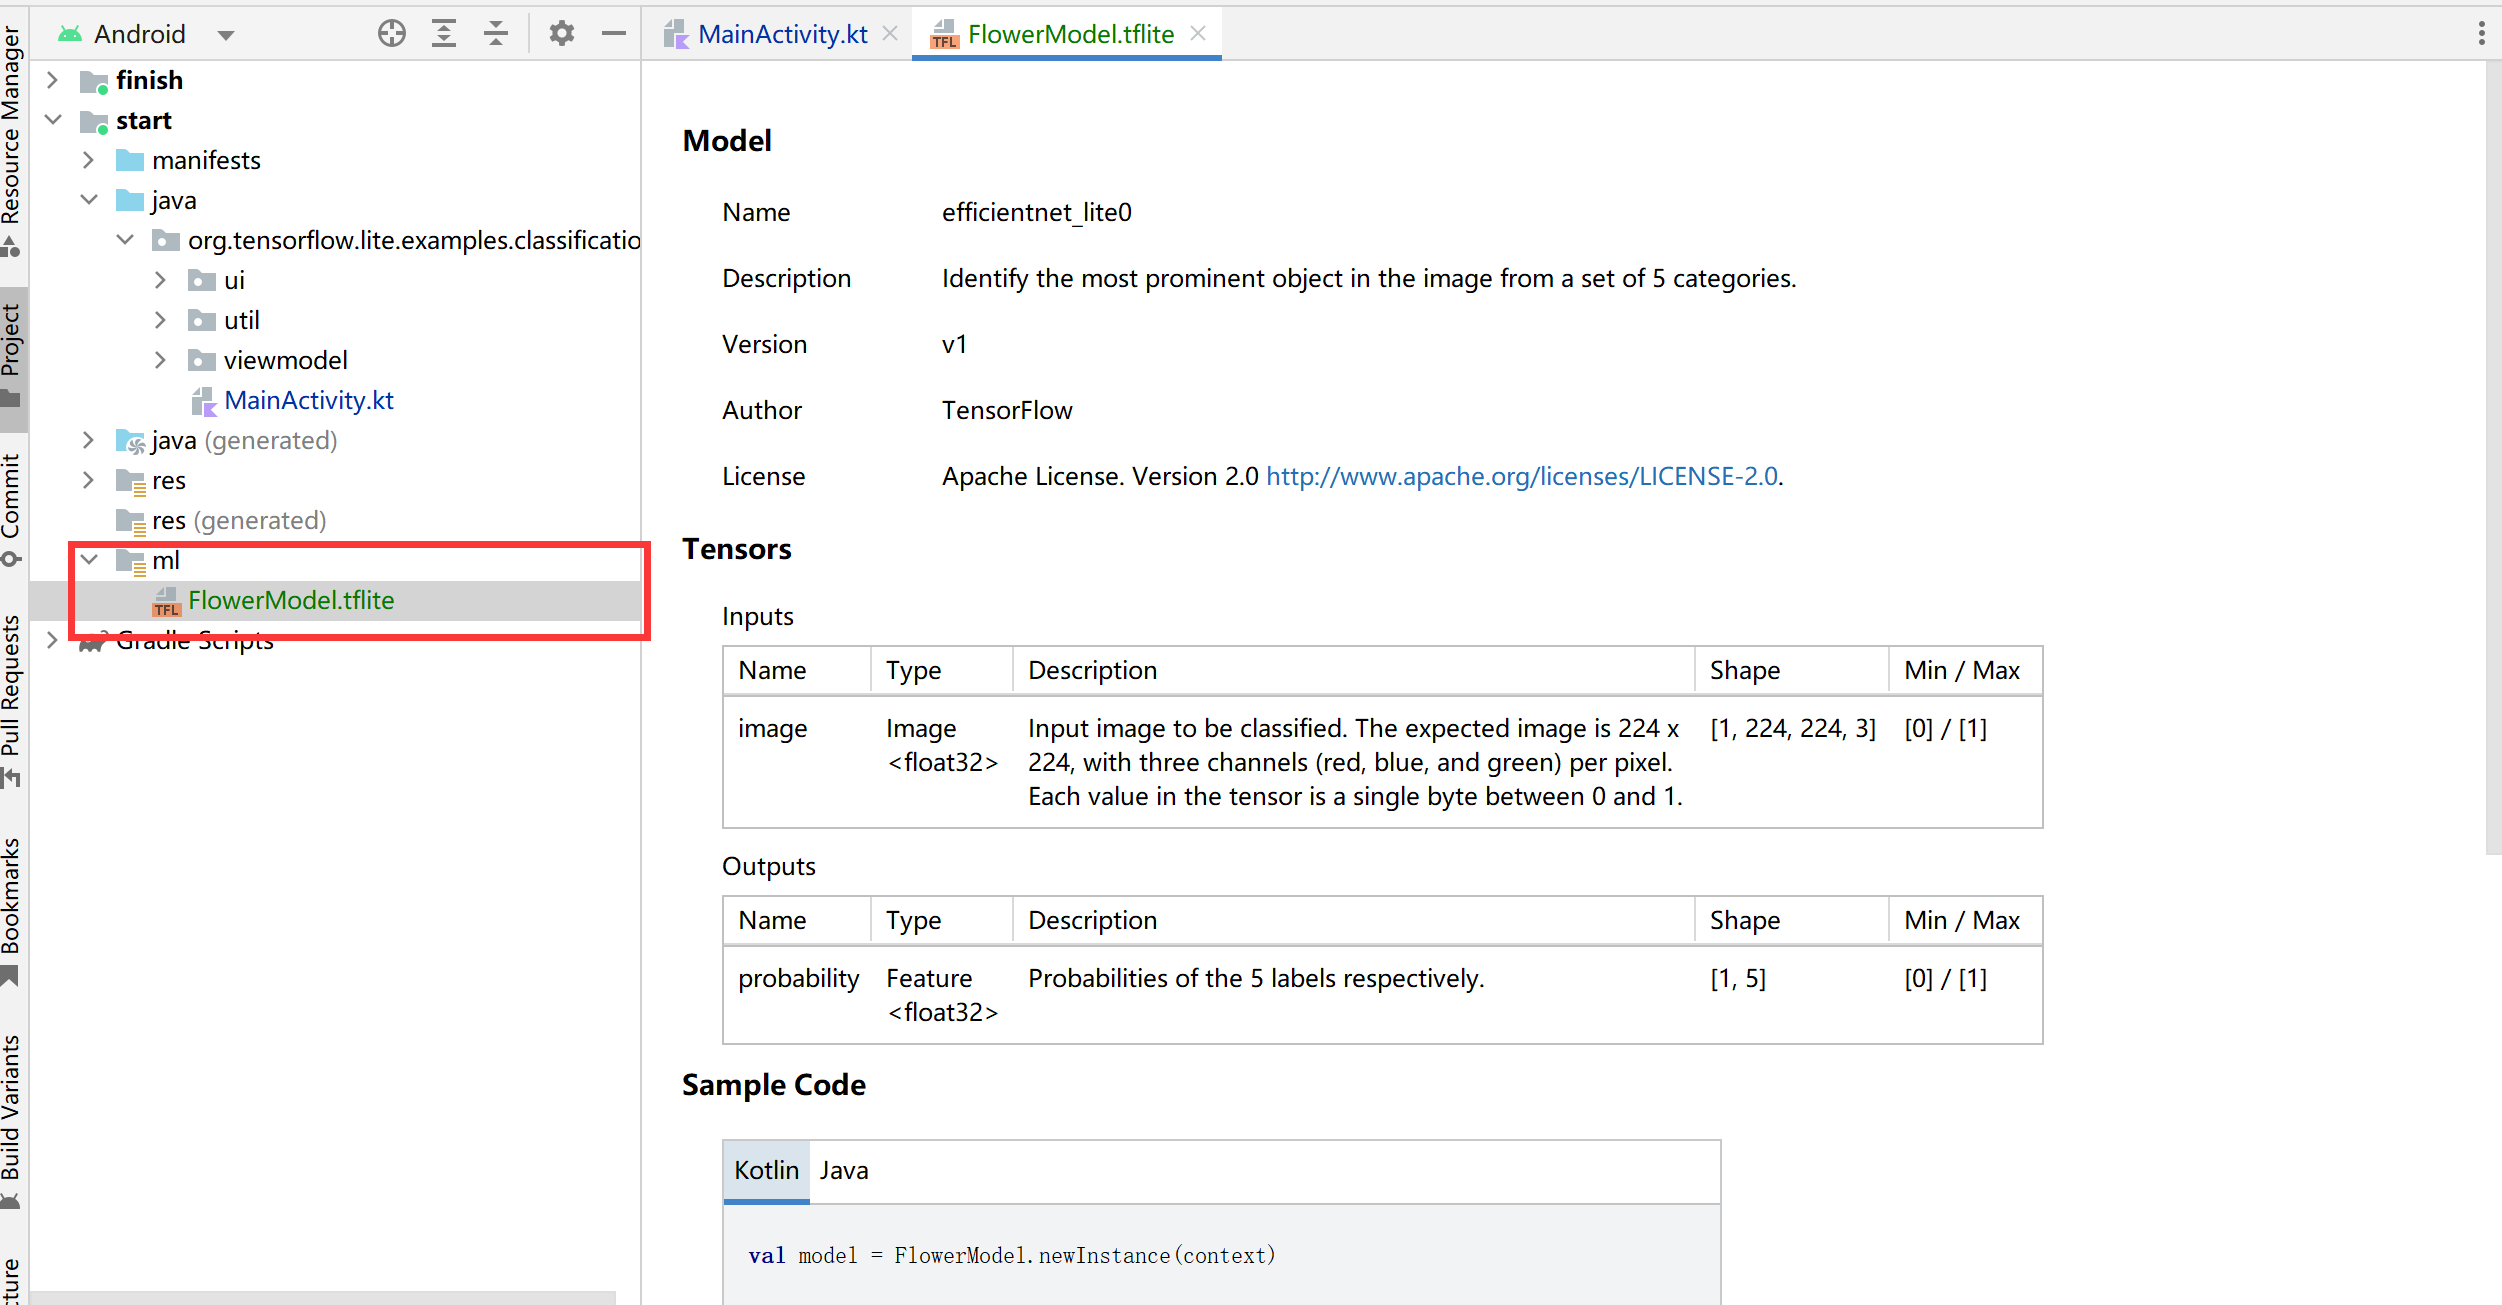 Android
MainActivity.kt
FlowerModel.tflite
Resource Manager
Project
Commit
Pull Requests
Bookmarks
Build Variants
finish
start
manifests
java
org.tensorflow.lite.examples.classificatio
ui
util
viewmodel
MainActivity.kt
java (generated)
res
res (generated)
ml
TFL FlowerModel.tflite
Gradle Scripts
Model
Name efficientnet_lite0
Description Identify the most prominent object in the image from a set of 5 categories.
Version v1
Author TensorFlow
License Apache License. Version 2.0 http://www.apache.org/licenses/LICENSE-2.0.
Tensors
Inputs
Name Type Description Shape Min / Max
image Image Input image to be classified. The expected image is 224 x [1, 224, 224, 3] [0] / [1]
<float32> 224, with three channels (red, blue, and green) per pixel.
Each value in the tensor is a single byte between 0 and 1.
Outputs
Name Type Description Shape Min / Max
probability Feature Probabilities of the 5 labels respectively. [1, 5] [0] / [1]
<float32>
Sample Code
Kotlin Java
val model = FlowerModel.newInstance(context)